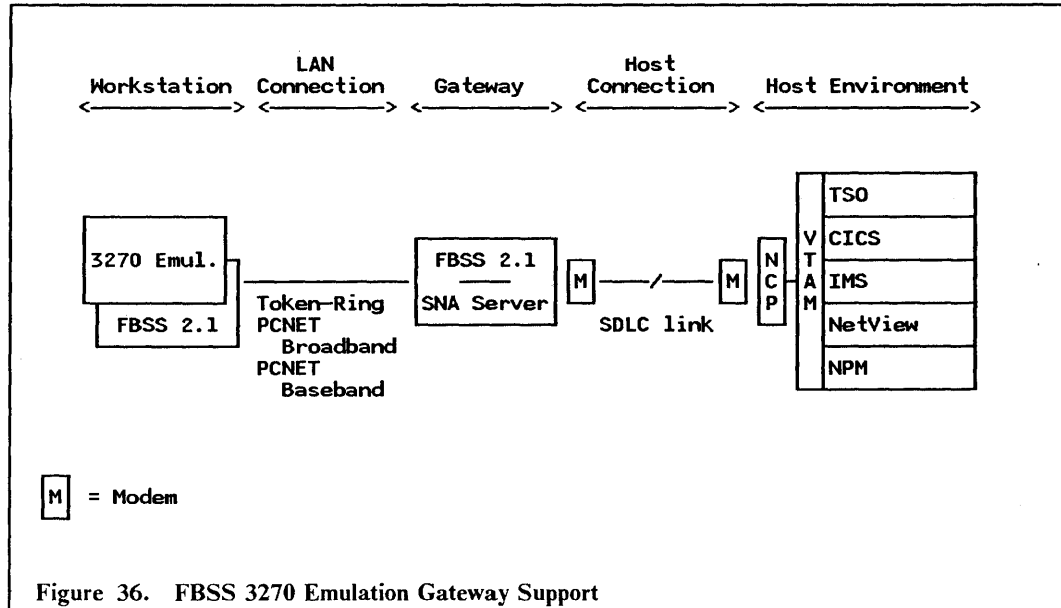 LAN Host
Workstation Connection Gateway Connection Host Environment
TSO
CICS
IMS
NetView
NPM
VTAM
NCP
3270 Emul.
FBSS 2.1
Token-Ring
PCNET
Broadband
PCNET
Baseband
FBSS 2.1
SNA Server
M
SDLC link
M
M = Modem
Figure 36. FBSS 3270 Emulation Gateway Support